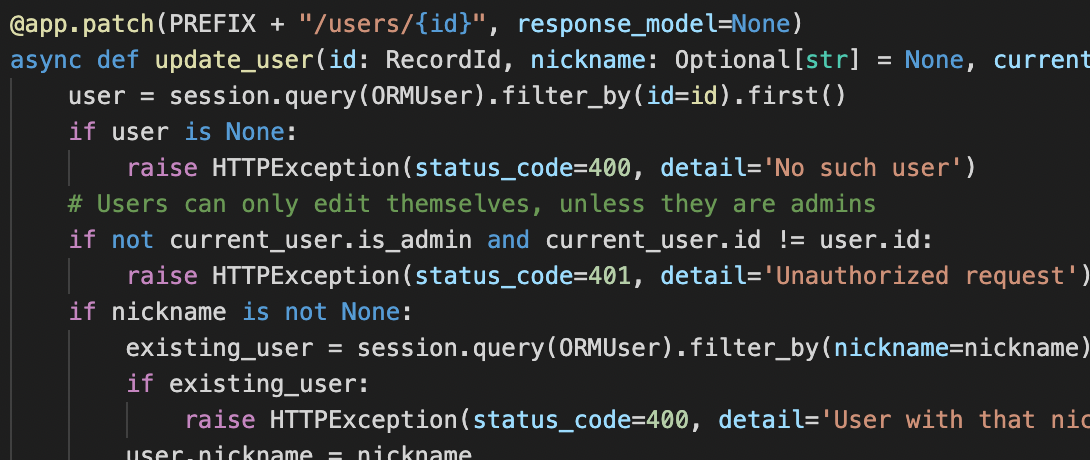 @app.patch(PREFIX + "/users/{id}", response_model=None)
async def update_user(id: RecordId, nickname: Optional[str] = None, current
user = session.query(ORMUser).filter_by(id=id).first()
if user is None:
raise HTTPException(status_code=400, detail='No such user')
# Users can only edit themselves, unless they are admins
if not current_user.is_admin and current_user.id != user.id:
raise HTTPException(status_code=401, detail='Unauthorized request')
if nickname is not None:
existing_user = session.query(ORMUser).filter_by(nickname=nickname)
if existing_user:
raise HTTPException(status_code=400, detail='User with that nic
user.nickname = nickname